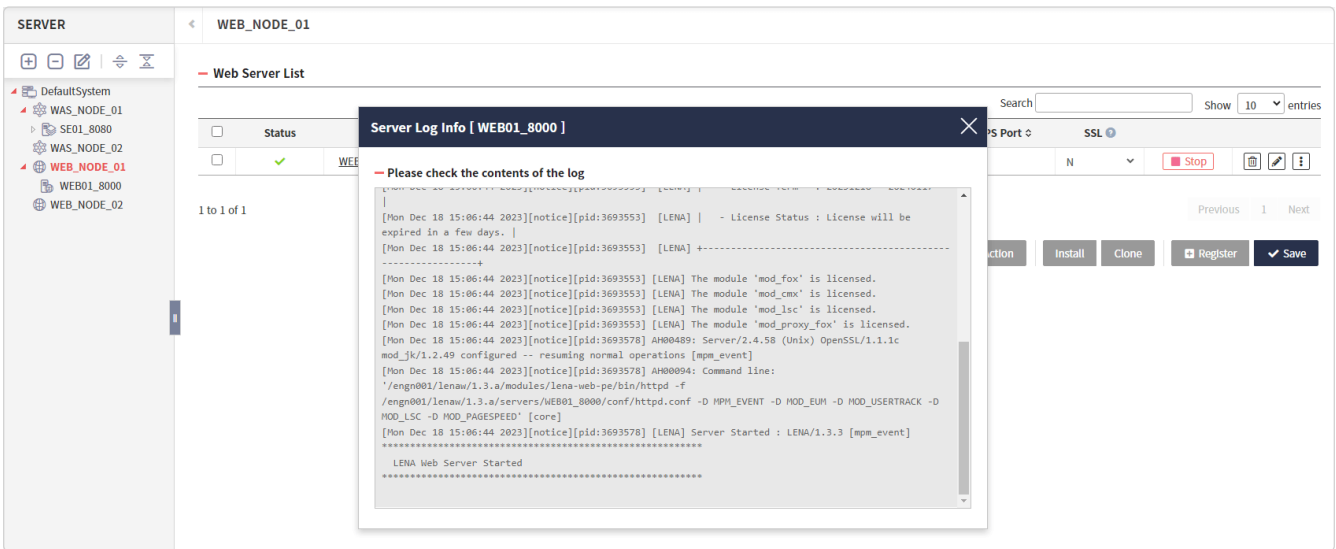 SERVER
WEB_NODE_01
DefaultSystem
WAS_NODE_01
SE01_8080
WAS_NODE_02
WEB_NODE_01
WEB01_8000
WEB_NODE_02
Web Server List
Search
Show 10 entries
Status
PS Port
SSL
WEB
N
Stop
1 to 1 of 1
Previous 1 Next
ction
Install
Clone
Register
Save
Server Log Info [ WEB01_8000 ]
Please check the contents of the log
|
[Mon Dec 18 15:06:44 2023][notice][pid:3693553] [LENA] | - License Status : License will be
expired in a few days. |
[Mon Dec 18 15:06:44 2023][notice][pid:3693553] [LENA] +--------------------------------------------
-----------------+
[Mon Dec 18 15:06:44 2023][notice][pid:3693553] [LENA] The module 'mod_fox' is licensed.
[Mon Dec 18 15:06:44 2023][notice][pid:3693553] [LENA] The module 'mod_cmx' is licensed.
[Mon Dec 18 15:06:44 2023][notice][pid:3693553] [LENA] The module 'mod_lsc' is licensed.
[Mon Dec 18 15:06:44 2023][notice][pid:3693553] [LENA] The module 'mod_proxy_fox' is licensed.
[Mon Dec 18 15:06:44 2023][notice][pid:3693578] AH00489: Server/2.4.58 (Unix) OpenSSL/1.1.1c
mod_jk/1.2.49 configured -- resuming normal operations [mpm_event]
[Mon Dec 18 15:06:44 2023][notice][pid:3693578] AH00094: Command line:
'/engn001/lenaw/1.3.a/modules/lena-web-pe/bin/httpd -f
/engn001/lenaw/1.3.a/servers/WEB01_8000/conf/httpd.conf -D MPM_EVENT -D MOD_EUM -D MOD_USERTRACK -D
MOD_LSC -D MOD_PAGESPEED' [core]
[Mon Dec 18 15:06:44 2023][notice][pid:3693578] [LENA] Server Started : LENA/1.3.3 [mpm_event]
*********************************************************
LENA Web Server Started
*********************************************************